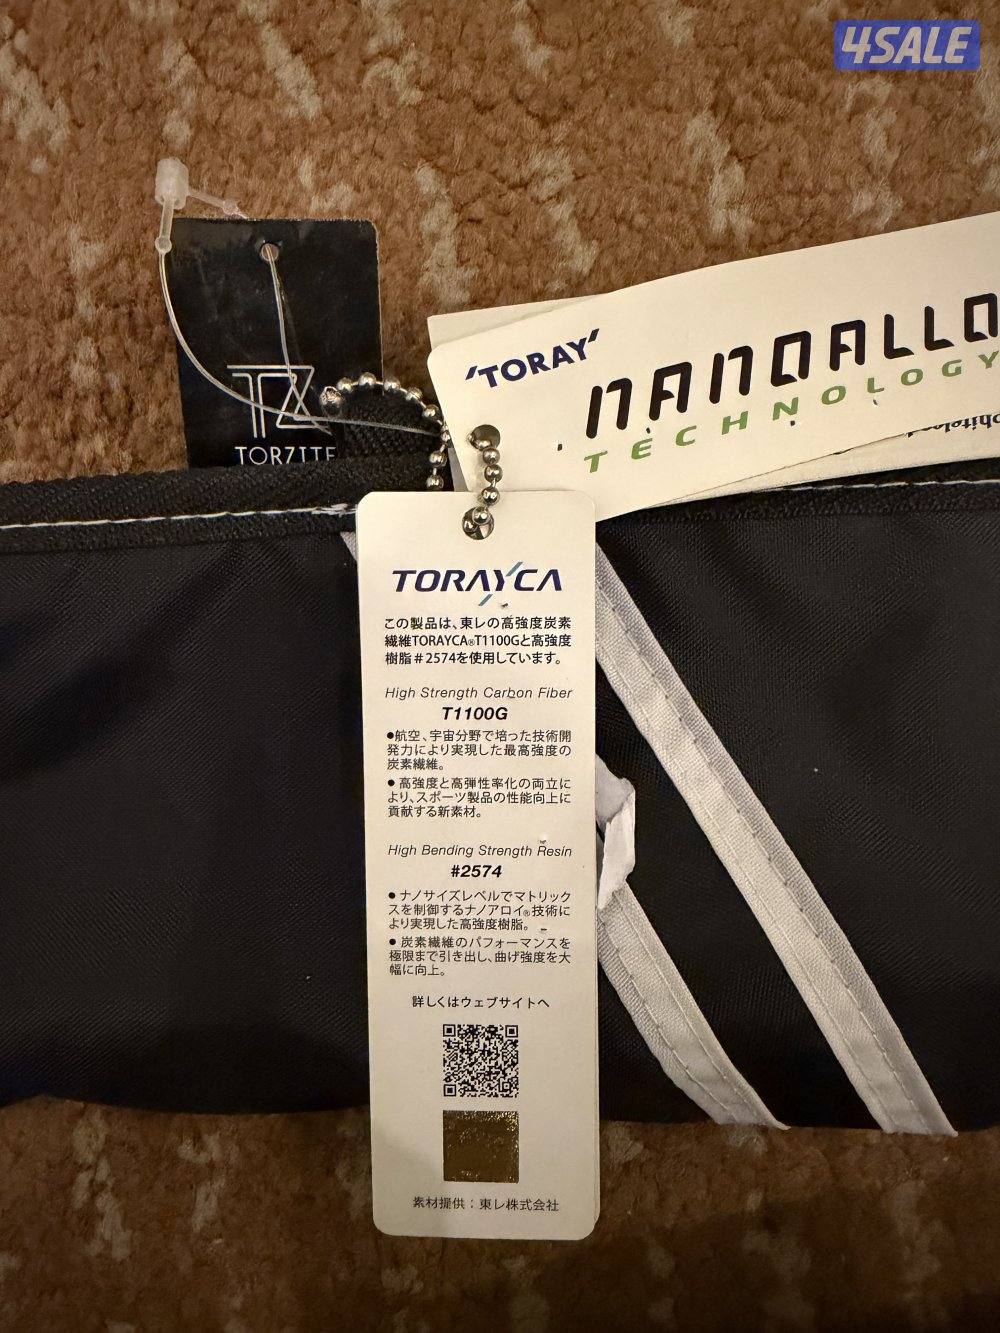 4SALE
TZ
TORZITE
'TORAY'
NANOALLO
TECHNOLOGY
TORAYCA
この製品は、東レの高強度炭素
繊維TORAYCA®T1100Gと高強度
樹脂#2574を使用しています。
High Strength Carbon Fiber
T1100G
●航空、宇宙分野で培った技術開
発力により実現した最高強度の
炭素繊維。
●高強度と高弾性率化の両立に
より、スポーツ製品の性能向上に
貢献する新素材。
High Bending Strength Resin
#2574
●ナノサイズレベルでマトリック
スを制御するナノアロイ®技術に
より実現した高強度樹脂。
●炭素繊維のパフォーマンスを
極限まで引き出し、曲げ強度を大
幅に向上。
詳しくはウェブサイトへ
素材提供：東レ株式会社